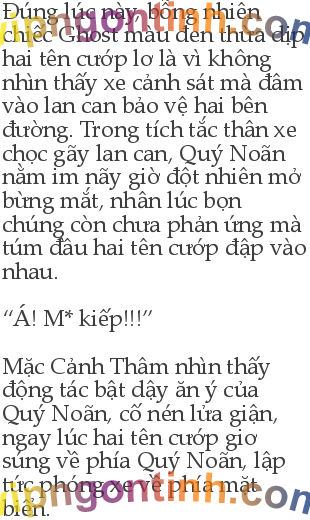 Đúng lúc này, bỗng nhiên
chiếc Ghost màu đen thừa dịp
hai tên cướp lơ là vì không
nhìn thấy xe cảnh sát mà đâm
vào lan can bảo vệ hai bên
đường. Trong tích tắc thân xe
chọc gãy lan can, Quý Noãn
nằm im nãy giờ đột nhiên mở
bừng mắt, nhân lúc bọn
chúng còn chưa phản ứng mà
túm đầu hai tên cướp đập vào
nhau.
“Á! M* kiếp!!!”
Mặc Cảnh Thâm nhìn thấy
động tác bật dậy ăn ý của
Quý Noãn, cố nén lửa giận,
ngay lúc hai tên cướp giơ
súng về phía Quý Noãn, lập
tức phóng xe về phía mặt
biển.
vipngontinh.com
vipngontinh.com